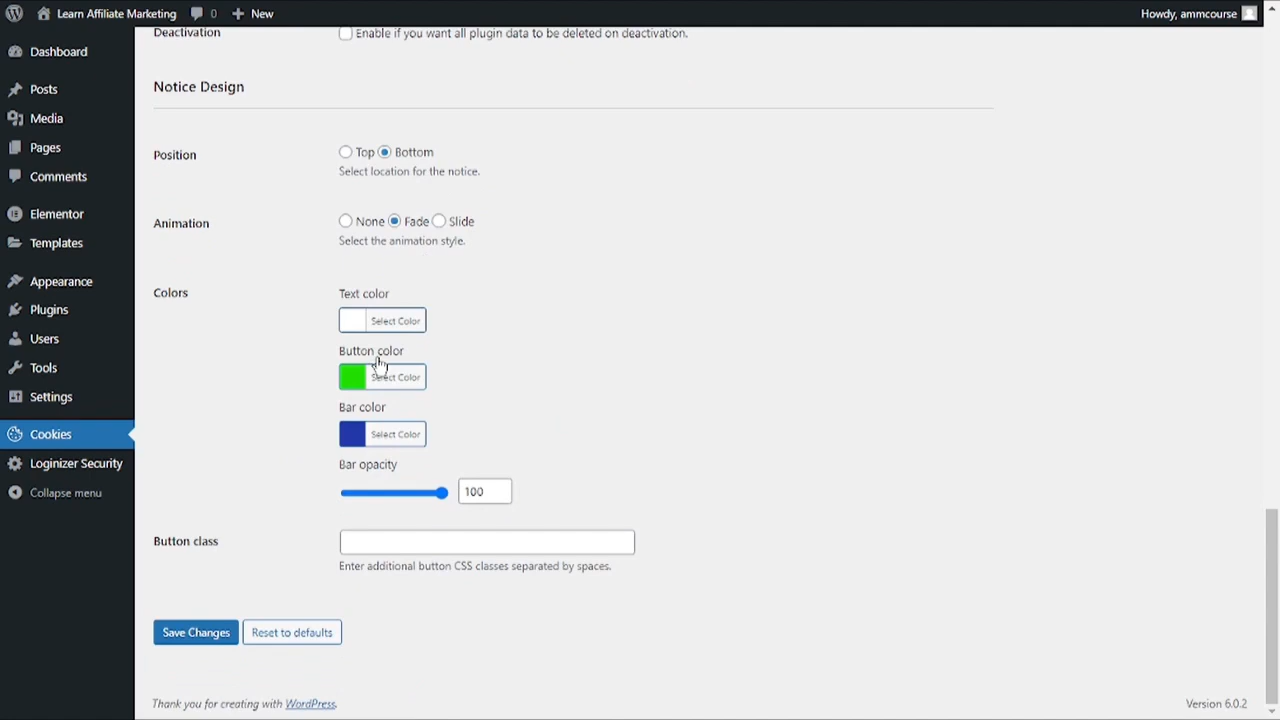 Learn Affiliate Marketing 0 New Howdy, ammcourse
Dashboard
Posts
Media
Pages
Comments
Elementor
Templates
Appearance
Plugins
Users
Tools
Settings
Cookies
Loginizer Security
Collapse menu
Deactivation Enable if you want all plugin data to be deleted on deactivation.
Notice Design
Position Top Bottom
Select location for the notice.
Animation None Fade Slide
Select the animation style.
Colors Text color
Select Color
Button color
Select Color
Bar color
Select Color
Bar opacity
100
Button class
Enter additional button CSS classes separated by spaces.
Save Changes Reset to defaults
Thank you for creating with WordPress. Version 6.0.2